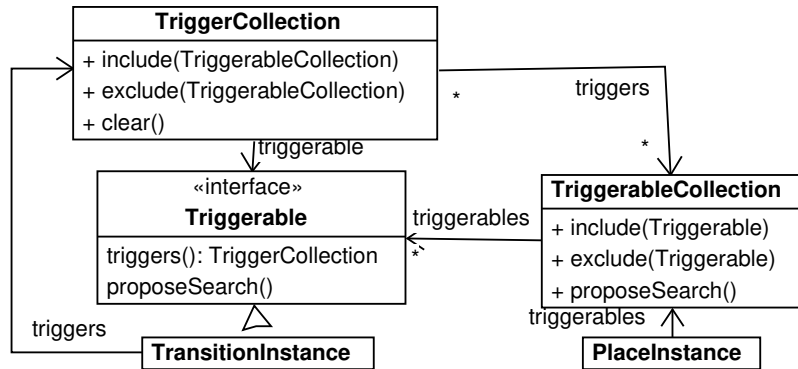 TriggerCollection
+ include(TriggerableCollection)
+ exclude(TriggerableCollection)
+ clear()
triggers
*
*
triggerable
«interface»
Triggerable
triggers(): TriggerCollection
proposeSearch()
triggerables
*
TriggerableCollection
+ include(Triggerable)
+ exclude(Triggerable)
+ proposeSearch()
triggerables
triggers
TransitionInstance
PlaceInstance